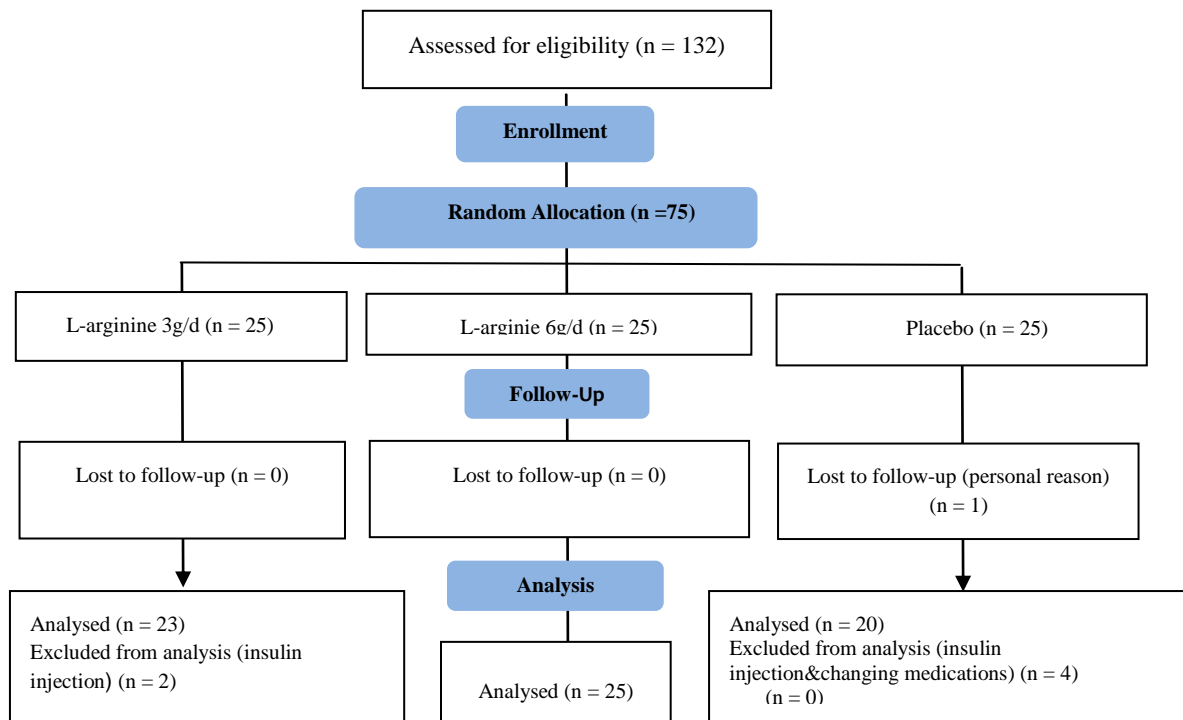 Assessed for eligibility (n = 132)
Enrollment
Random Allocation (n =75)
L-arginine 3g/d (n = 25)
L-arginie 6g/d (n = 25)
Placebo (n = 25)
Follow-Up
Lost to follow-up (n = 0)
Lost to follow-up (n = 0)
Lost to follow-up (personal reason)
(n = 1)
Analysis
Analysed (n = 23)
Excluded from analysis (insulin
injection) (n = 2)
Analysed (n = 25)
Analysed (n = 20)
Excluded from analysis (insulin
injection&changing medications) (n = 4)
(n = 0)